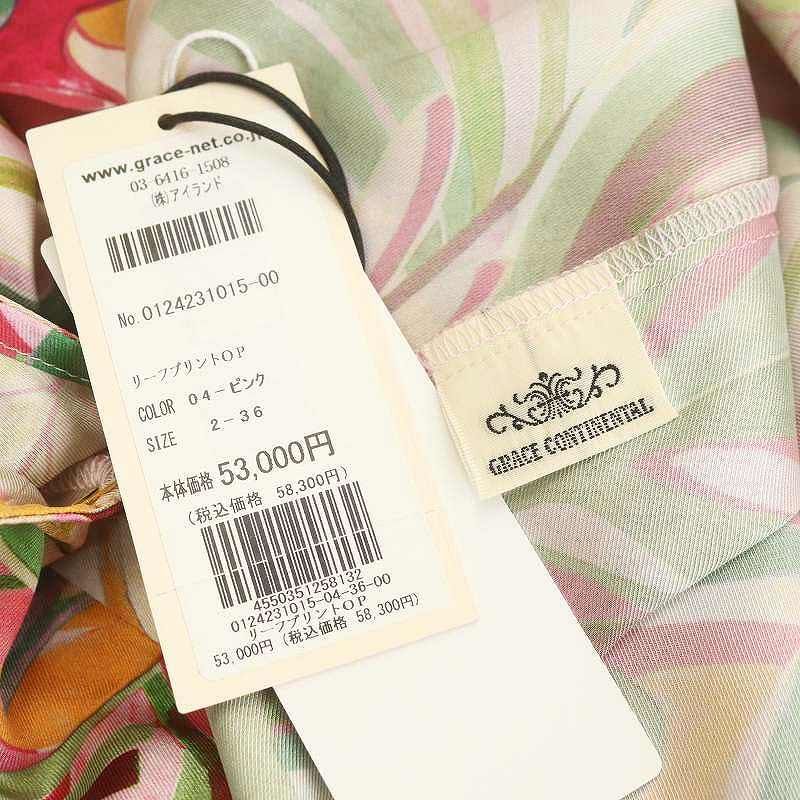 www.grace-net.co.j
03-6416-1508
(株)アイランド
No.0124231015-00
リーフプリントOP
COLOR 04-ピンク
SIZE 2-36
本体価格 53,000円
(税込価格 58,300円)
4550351258132
0124231015-04-36-00
リーフプリントOP
53,000円 (税込価格 58,300円)
GRACE CONTINENTAL